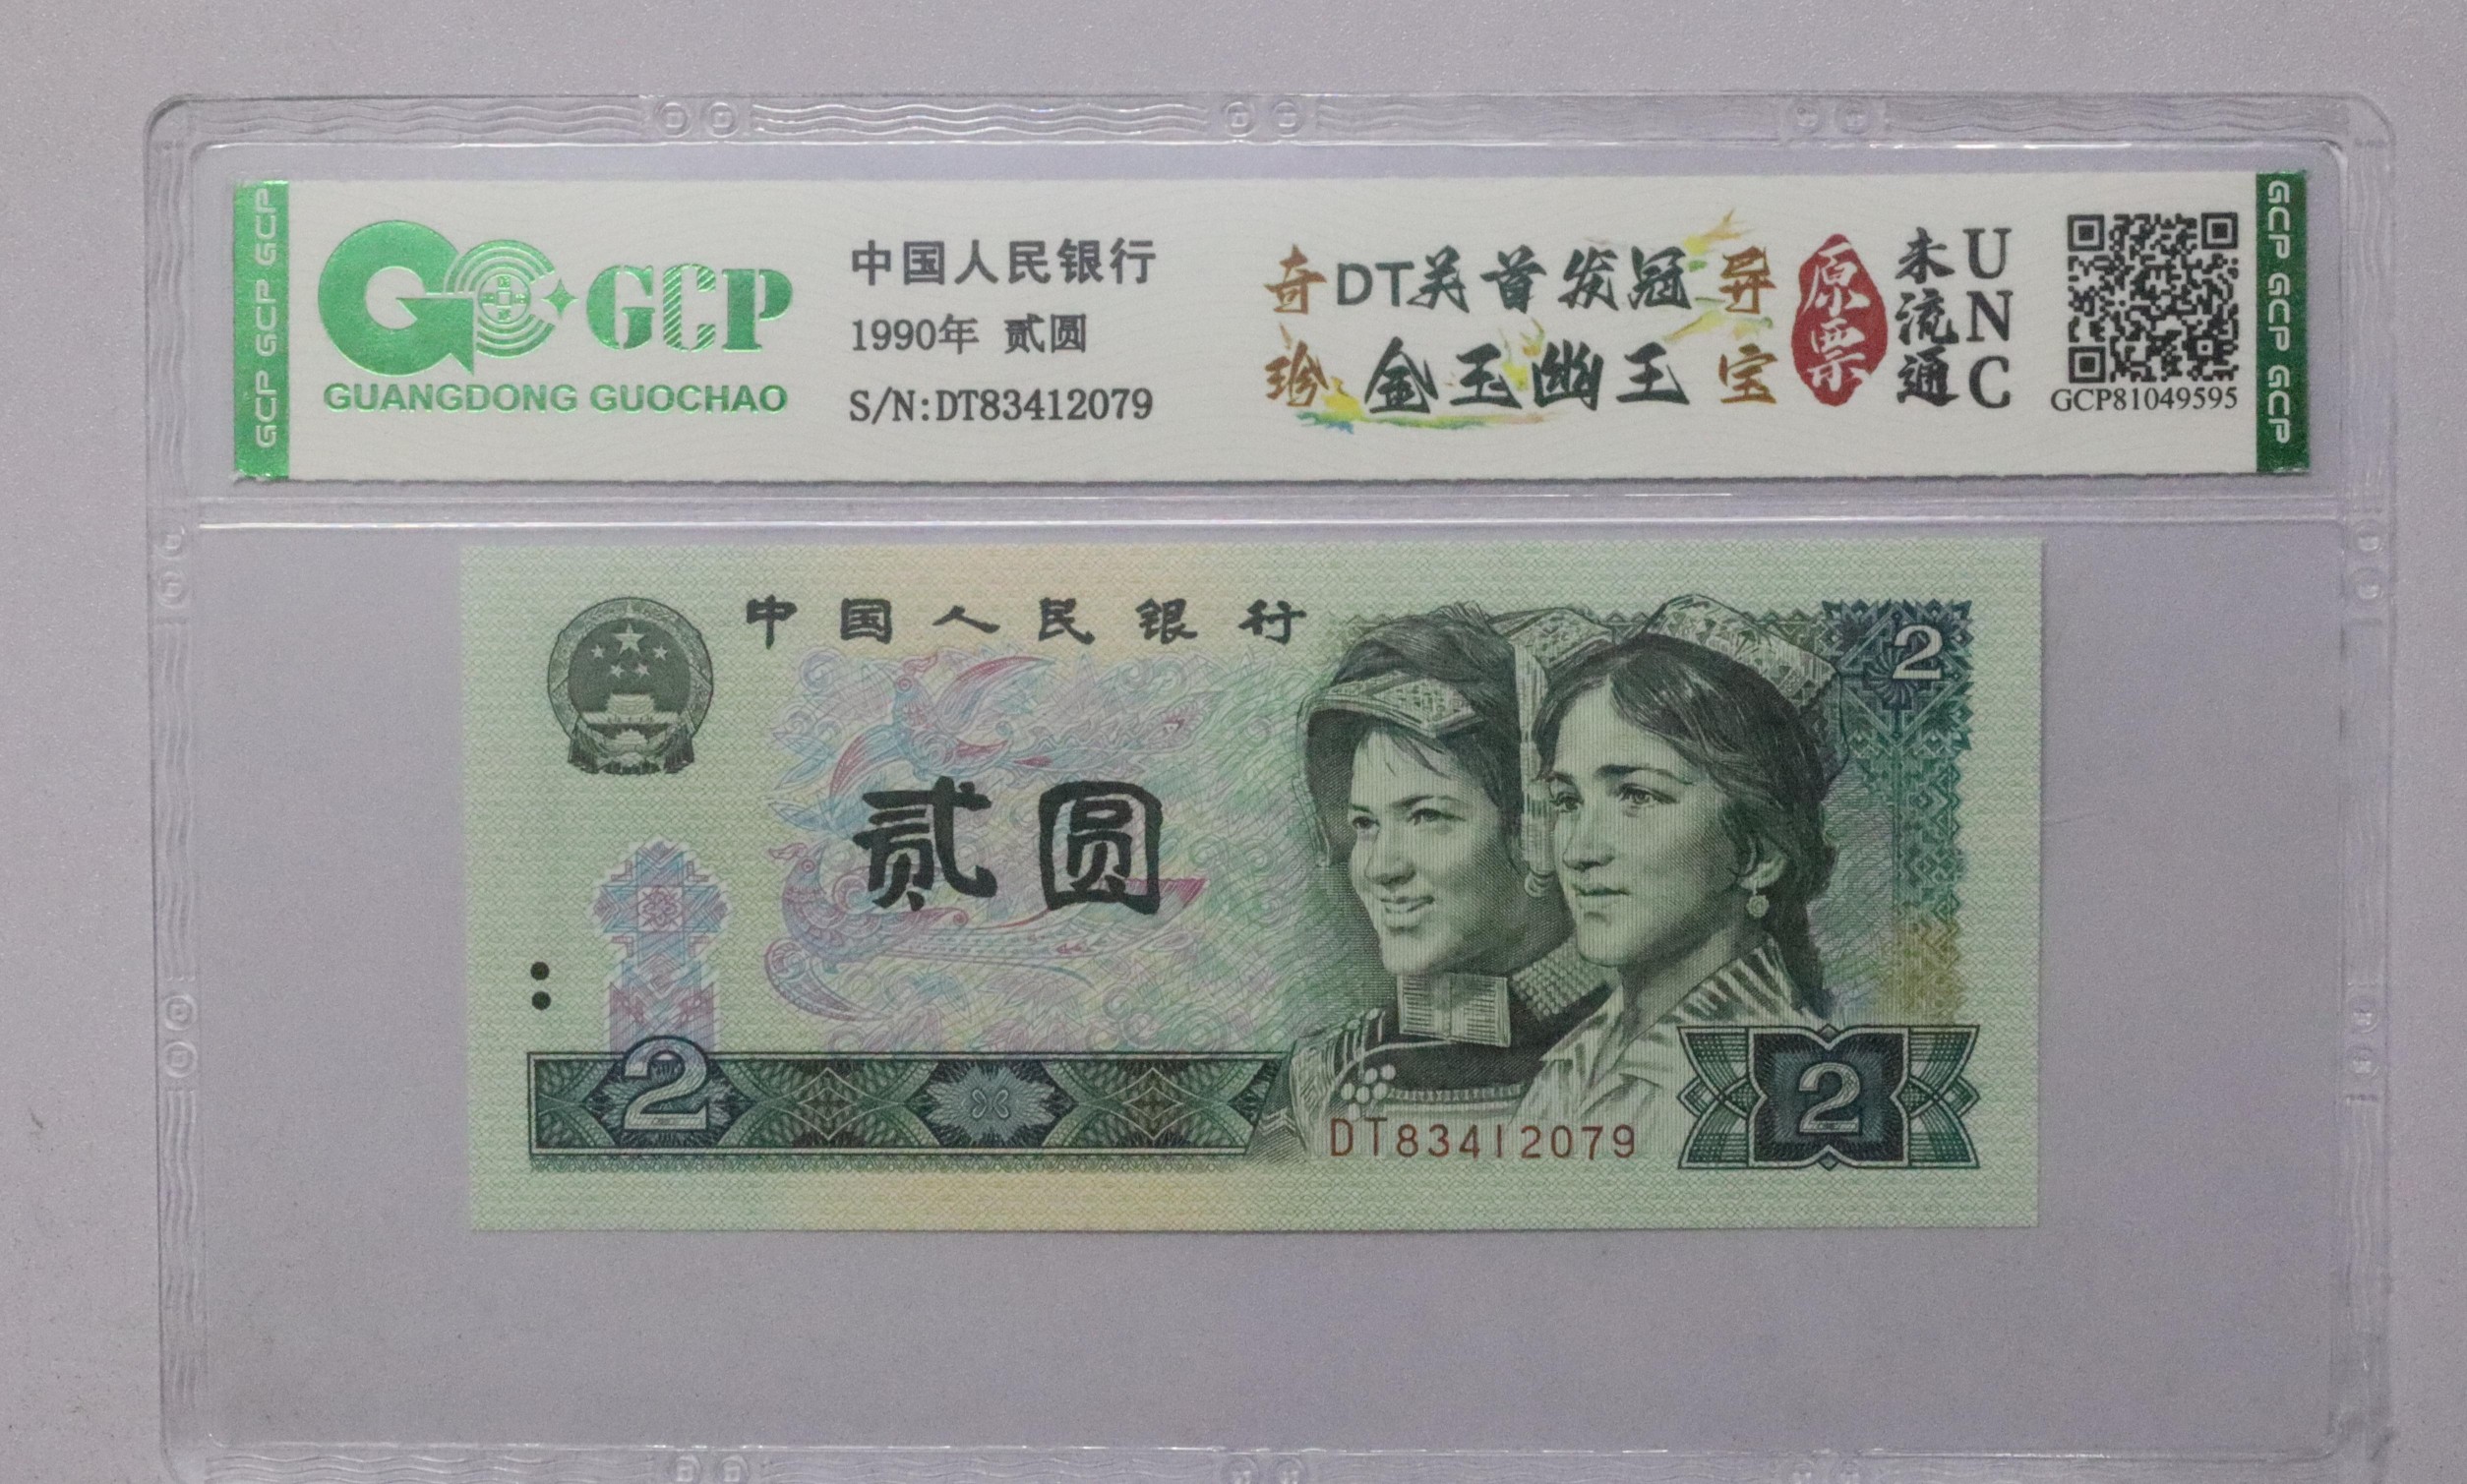 GCP GCP GCP GCP
GCP
GUANGDONG GUOCHAO
中国人民银行
1990年 贰圆
S/N:DT83412079
奇珍异宝
DT关首发冠
金玉幽王
原票
未流通
UNC
GCP81049595
GCP GCP GCP GCP
中国人民银行
2
贰圆
2
DT83412079
2